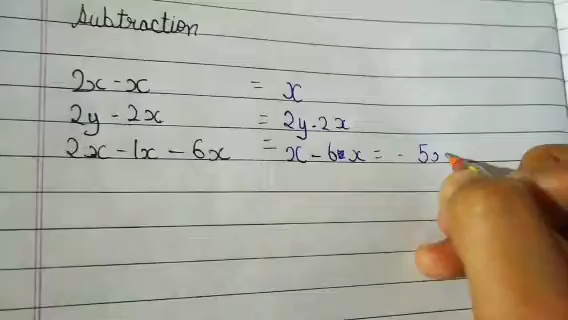 Subtraction
2x - x = x
2y - 2x = 2y - 2x
2x - 1x - 6x = x - 6x = - 5x